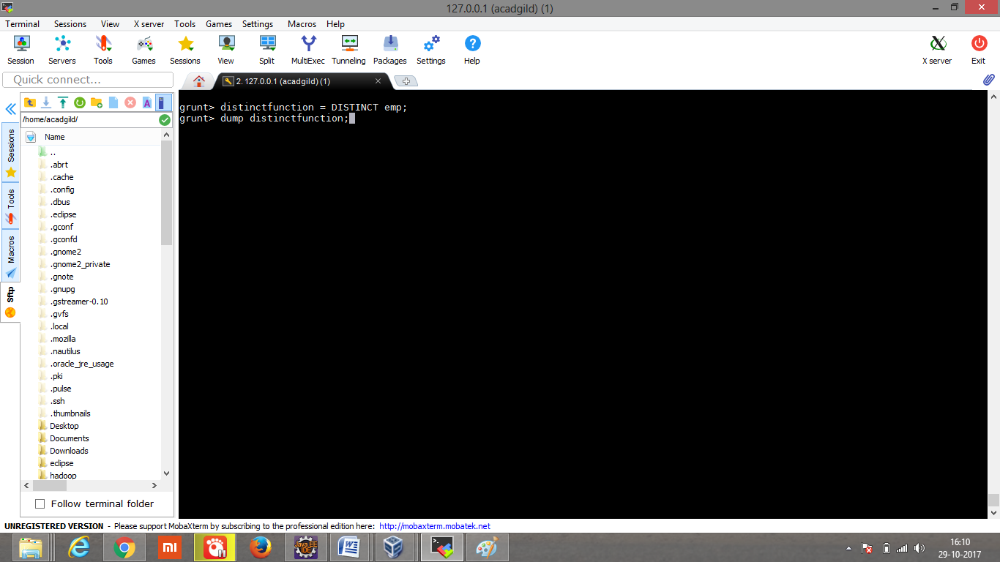 127.0.0.1 (acadgild) (1)
Terminal Sessions View X server Tools Games Settings Macros Help
Session Servers Tools Games Sessions View Split MultiExec Tunneling Packages Settings Help X server Exit
Quick connect...
2. 127.0.0.1 (acadgild) (1)
/home/acadgild/
Name
..
.abrt
.cache
.config
.dbus
.eclipse
.gconf
.gconfd
.gnome2
.gnome2_private
.gnote
.gnupg
.gstreamer-0.10
.gvfs
.local
.mozilla
.nautilus
.oracle_jre_usage
.pki
.pulse
.ssh
.thumbnails
Desktop
Documents
Downloads
eclipse
hadoop
Follow terminal folder
Sessions
Tools
Macros
Sftp
grunt> distinctfunction = DISTINCT emp;
grunt> dump distinctfunction;
UNREGISTERED VERSION - Please support MobaXterm by subscribing to the professional edition here: http://mobaxterm.mobatek.net
mi
Java EE
IDE
16:10
29-10-2017